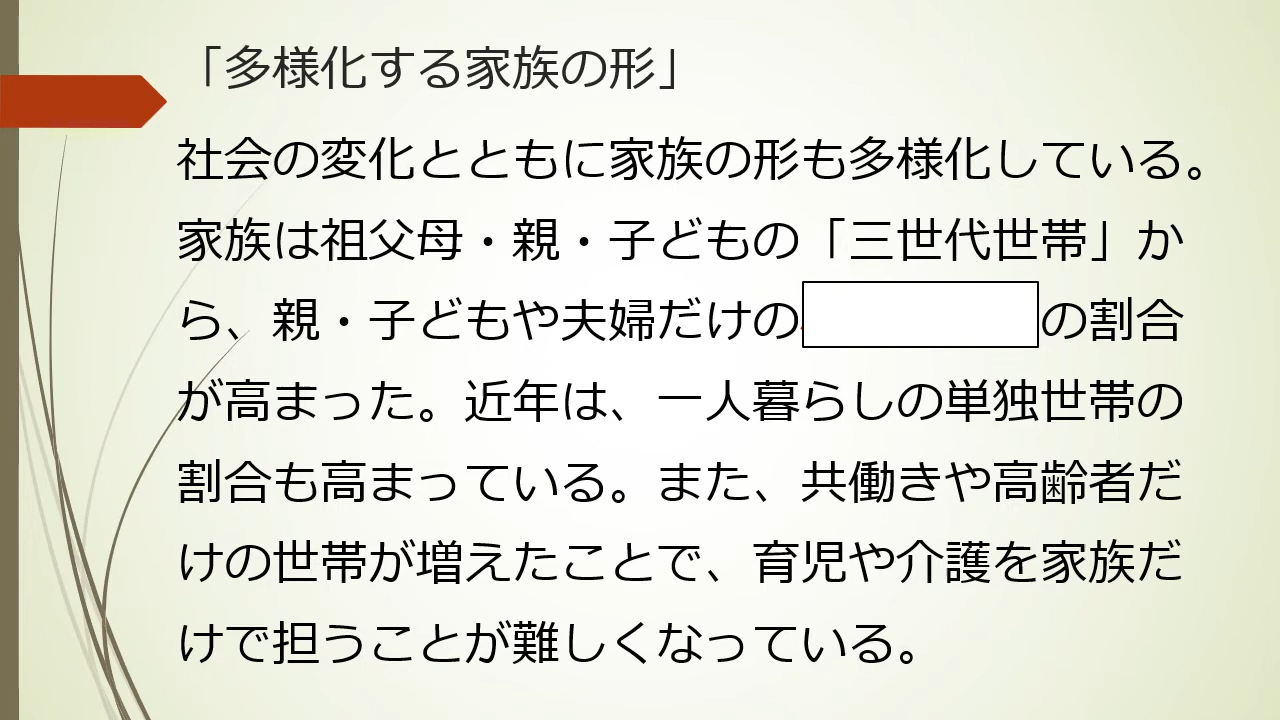 「多様化する家族の形」
社会の変化とともに家族の形も多様化している。
家族は祖父母・親・子どもの「三世代世帯」か
ら、親・子どもや夫婦だけの の割合
が高まった。近年は、一人暮らしの単独世帯の
割合も高まっている。また、共働きや高齢者だ
けの世帯が増えたことで、育児や介護を家族だ
けで担うことが難しくなっている。